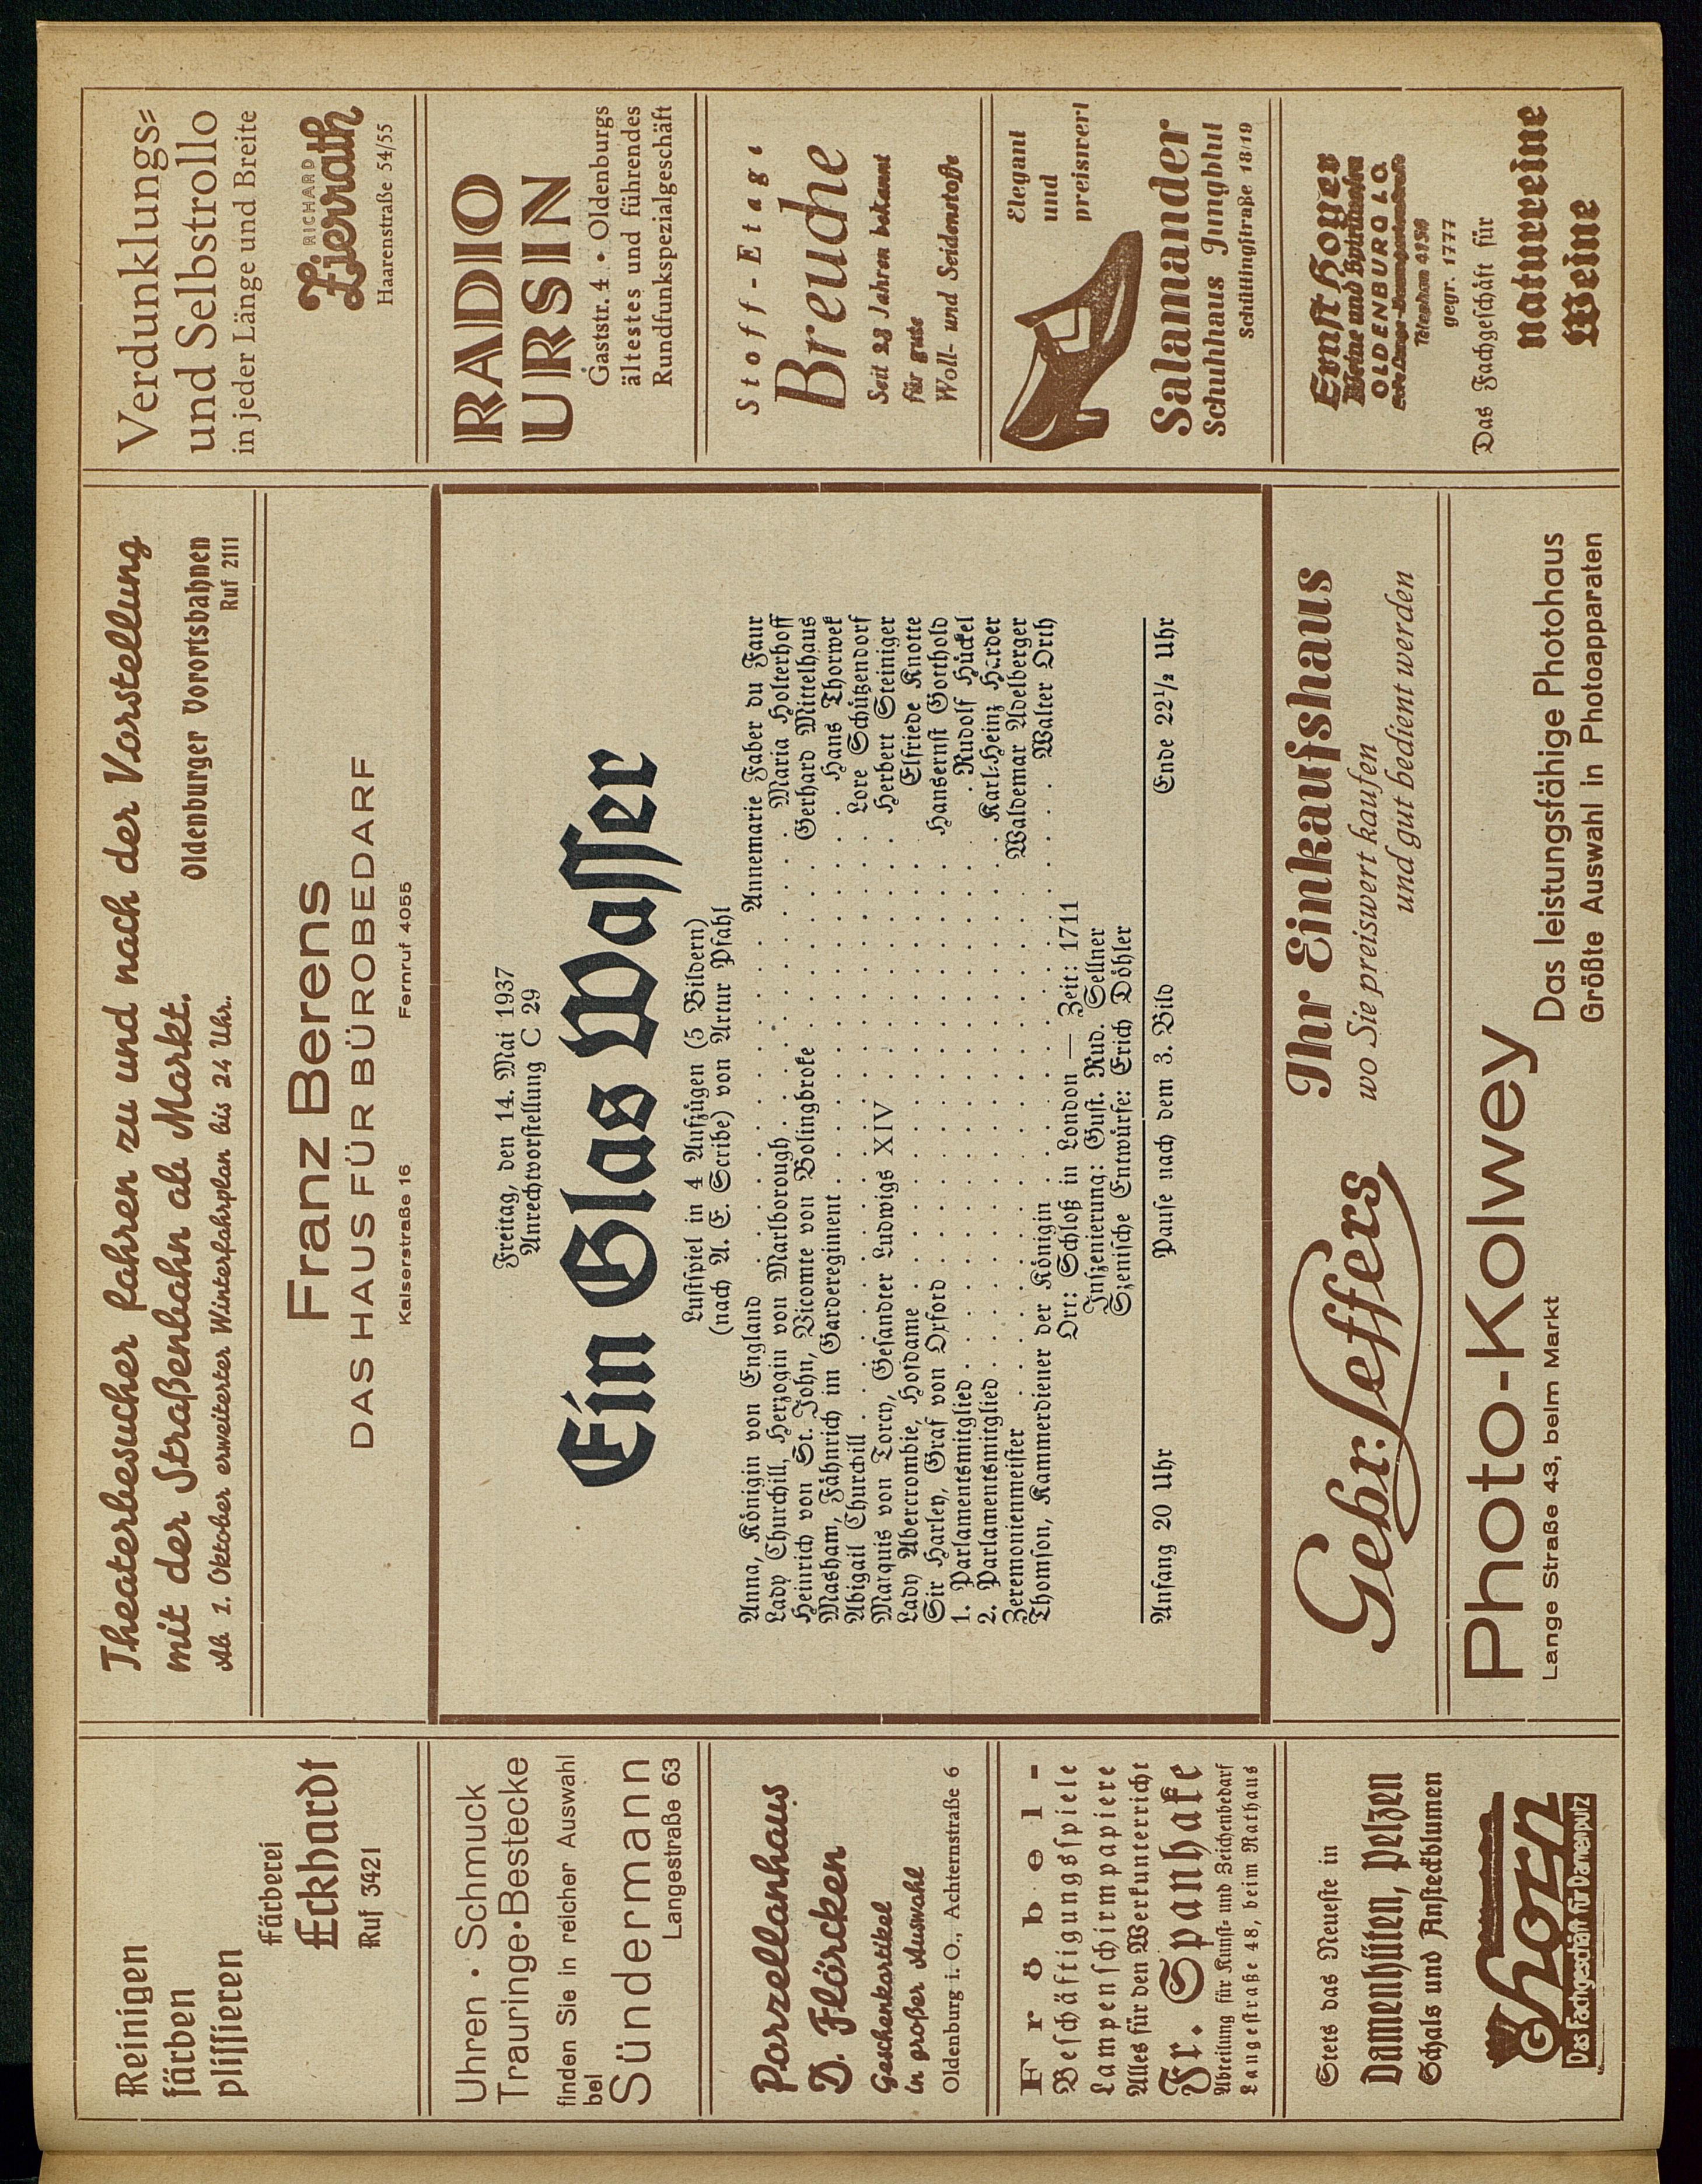 Reinigen
färben
plissieren
Färberei
Eckhardt
Ruf 3421
Uhren · Schmuck
Trauringe·Bestecke
finden Sie in reicher Auswahl
bei
Sündermann
Langestraße 63
Porzellanhaus
D. Flörcken
Geschenkartikel
in großer Auswahl
Oldenburg i. O., Achternstraße 6
Fröbel-
Beschäftigungsspiele
Lampenschirmpapiere
Alles für den Werkunterricht
Fr. Spanhake
Abteilung für Kunst- und Zeichenbedarf
Langestraße 48, beim Rathaus
Stets das Neueste in
Damenhüten, Pelzen
Schals und Ansteckblumen
Ghorn
Das Fachgeschäft für Damenputz
Theaterbesucher fahren zu und nach der Vorstellung
mit der Straßenbahn ab Markt.
Oldenburger Vorortsbahnen
Ab 1. Oktober erweiterter Winterfahrplan bis 24 Uhr.
Ruf 2111
Franz Berens
DAS HAUS FÜR BÜROBEDARF
Kaiserstraße 16 Fernruf 4055
Freitag, den 14. Mai 1937
Anrechtvorstellung C 29
Ein Glas Wasser
Lustspiel in 4 Aufzügen (5 Bildern)
(nach A. E. Scribe) von Artur Pfahl
Anna, Königin von England . . . Annemarie Faber du Faur
Lady Churchill, Herzogin von Marlborough . . . Maria Holterhoff
Heinrich von St. John, Vicomte von Bolingbroke . . . Gerhard Mittelhaus
Masham, Fähnrich im Garderegiment . . . Hans Thorwek
Abigail Churchill . . . Lore Schützendorf
Marquis von Torcy, Gesandter Ludwigs XIV . . . Herbert Steiniger
Lady Abercrombie, Hofdame . . . Elfriede Knotte
Sir Harley, Graf von Oxford . . . Hansernst Gotthold
1. Parlamentsmitglied . . . Rudolf Hückel
2. Parlamentsmitglied . . . Karl-Heinz Harder
Zeremonienmeister . . . Waldemar Adelberger
Thomson, Kammerdiener der Königin . . . Walter Orth
Ort: Schloß in London — Zeit: 1711
Inszenierung: Gust. Rud. Sellner
Szenische Entwürfe: Erich Döhler
Anfang 20 Uhr Pause nach dem 3. Bild Ende 22½ Uhr
Gebr. Leffers
Ihr Einkaufshaus
wo Sie preiswert kaufen
und gut bedient werden
Photo-Kolwey
Lange Straße 43, beim Markt
Das leistungsfähige Photohaus
Größte Auswahl in Photoapparaten
Verdunklungs-
und Selbstrollo
in jeder Länge und Breite
RICHARD
Zierrath
Haarenstraße 54/55
RADIO
URSIN
Gaststr. 4 · Oldenburgs
ältestes und führendes
Rundfunkspezialgeschäft
Stoff-Etage
Breuche
Seit 23 Jahren bekannt
für gute
Woll- und Seidenstoffe
Elegant
und
preiswert
Salamander
Schuhhaus Jungblut
Schüttingstraße 18/19
Ernst Hoyer
Weine und Spirituosen
OLDENBURG I.O.
Telephon 4830
gegr. 1777
Das Fachgeschäft für
naturreine
Weine